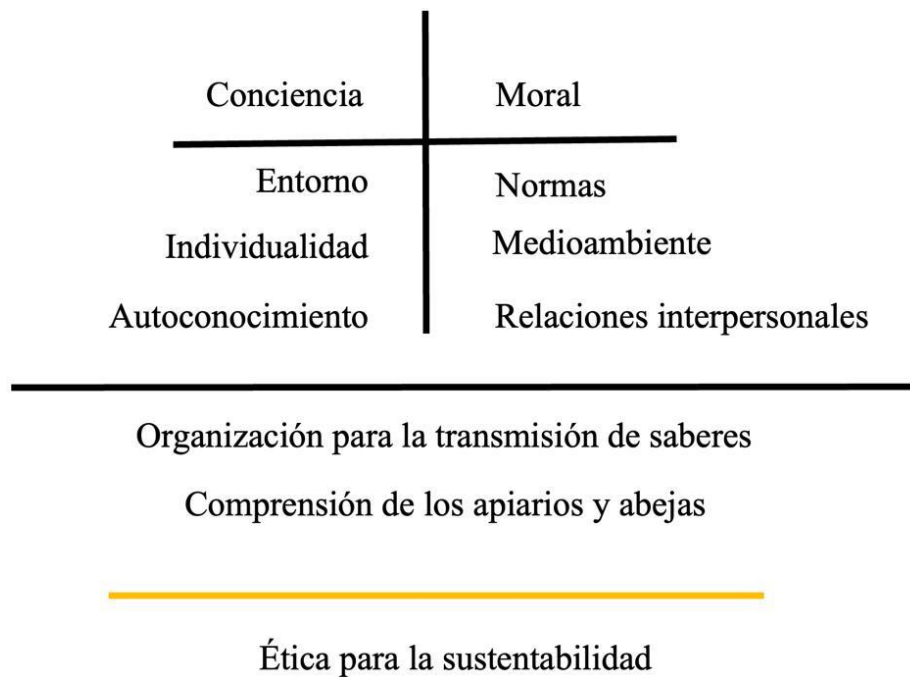 Conciencia
Moral
Entorno
Normas
Individualidad
Medioambiente
Autoconocimiento
Relaciones interpersonales
Organización para la transmisión de saberes
Comprensión de los apiarios y abejas
Ética para la sustentabilidad